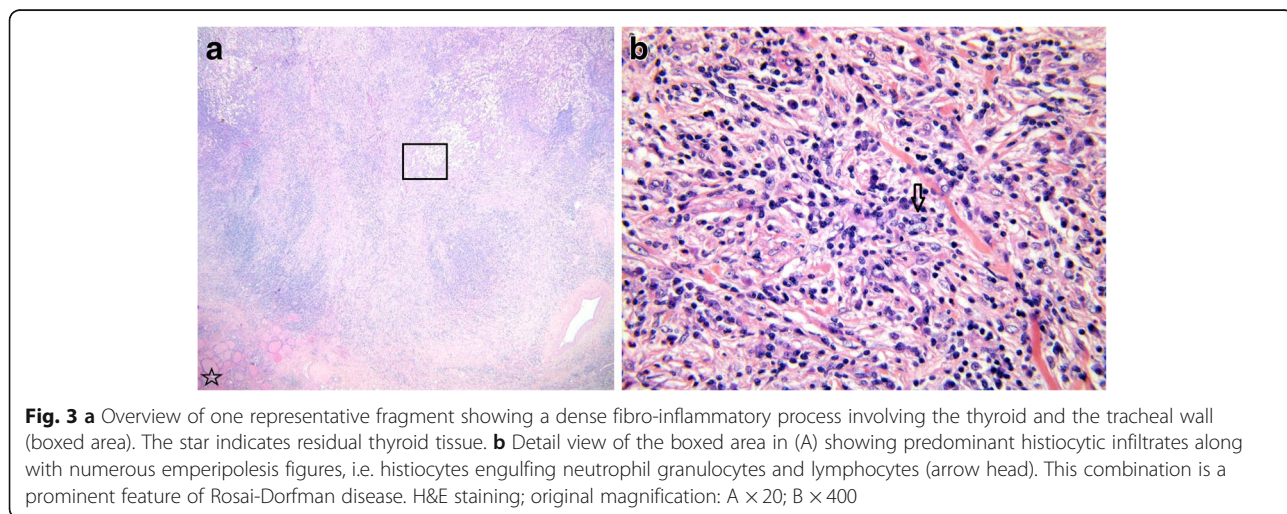 a
b
Fig. 3 a Overview of one representative fragment showing a dense fibro-inflammatory process involving the thyroid and the tracheal wall
(boxed area). The star indicates residual thyroid tissue. b Detail view of the boxed area in (A) showing predominant histiocytic infiltrates along
with numerous emperipolesis figures, i.e. histiocytes engulfing neutrophil granulocytes and lymphocytes (arrow head). This combination is a
prominent feature of Rosai-Dorfman disease. H&E staining; original magnification: A × 20; B × 400